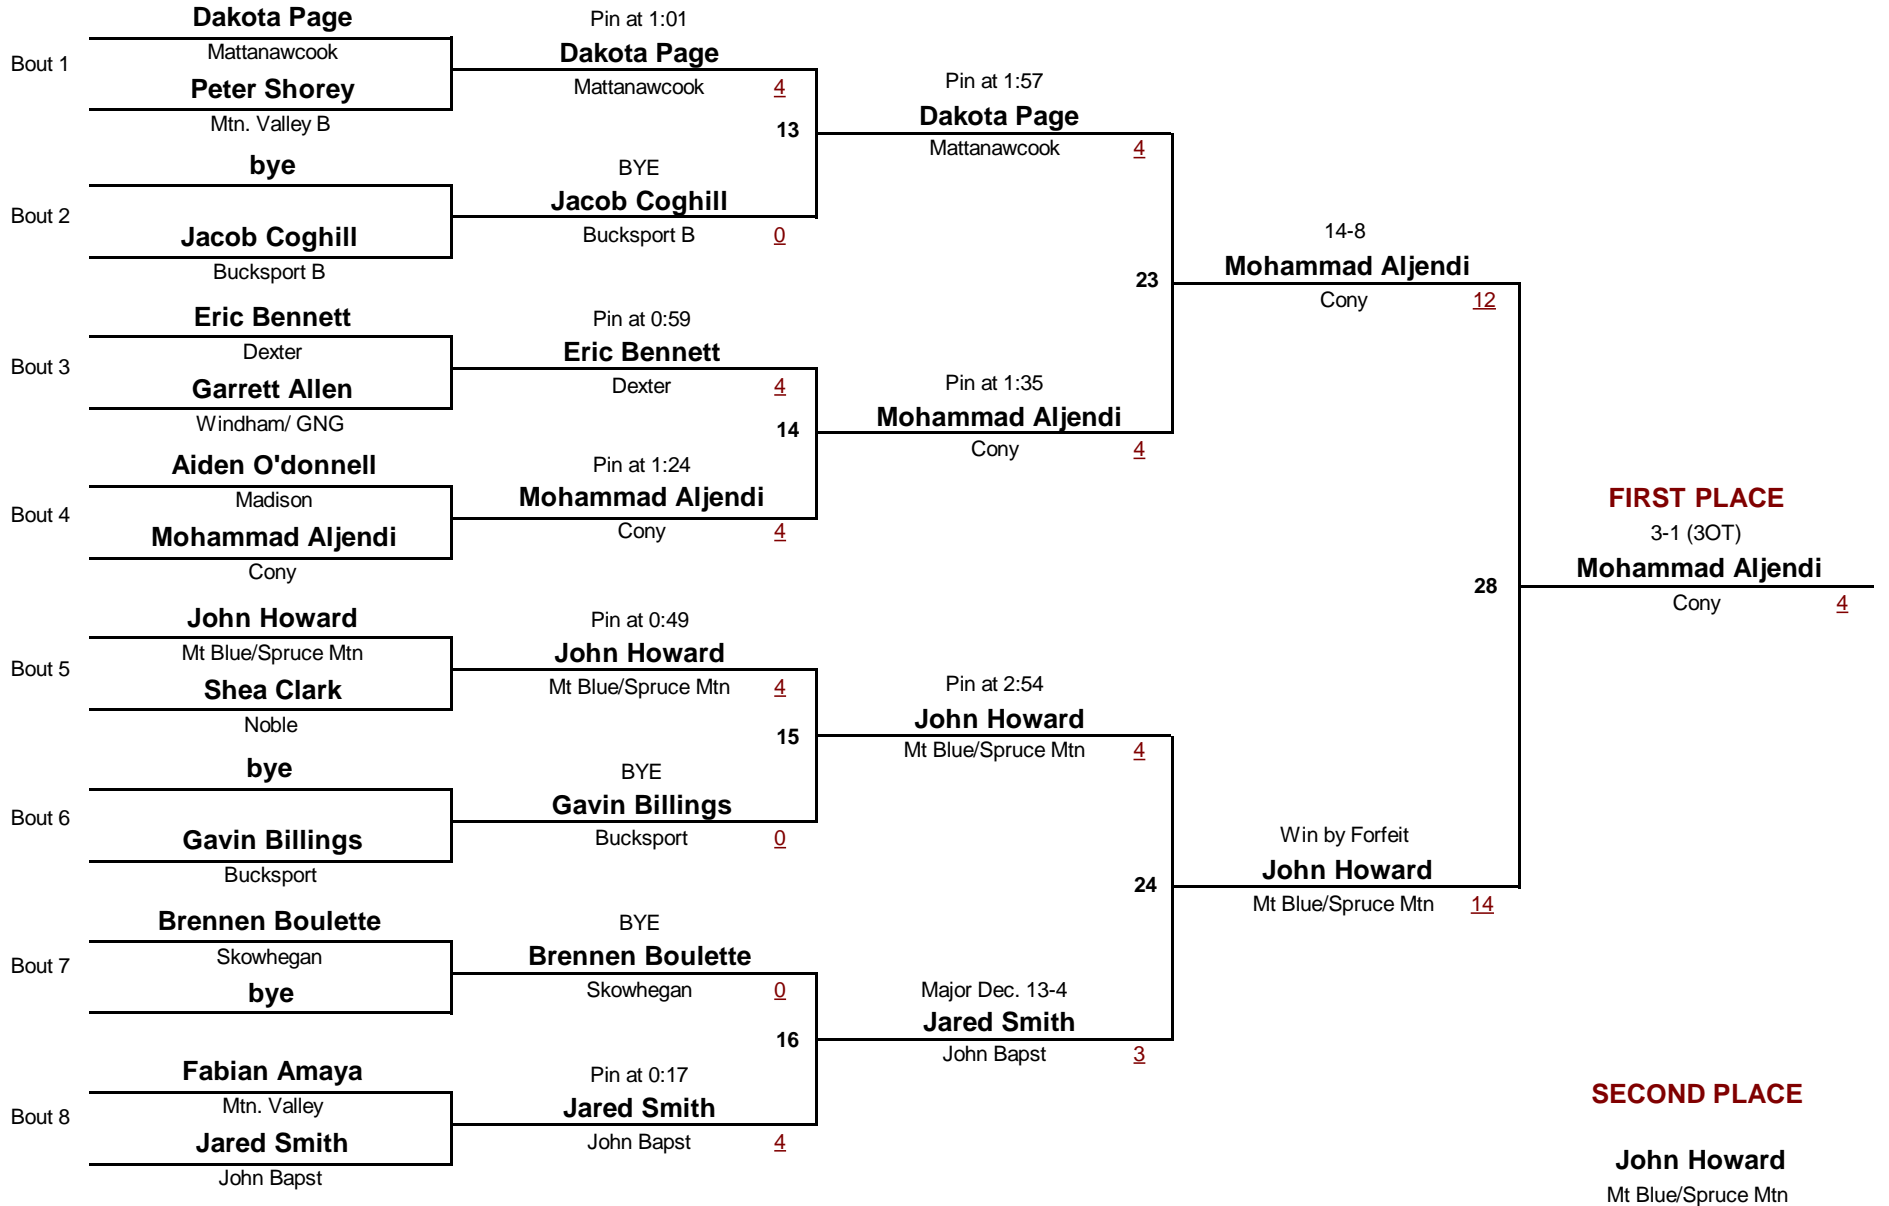 Dakota Page
Bout 1
Mattanawcook
Peter Shorey
Mtn. Valley B
bye
Bout 2
Jacob Coghill
Bucksport B
Eric Bennett
Bout 3
Dexter
Garrett Allen
Windham/ GNG
Aiden O'donnell
Bout 4
Madison
Mohammad Aljendi
Cony
John Howard
Bout 5
Mt Blue/Spruce Mtn
Shea Clark
Noble
bye
Bout 6
Gavin Billings
Bucksport
Brennen Boulette
Bout 7
Skowhegan
bye
Fabian Amaya
Bout 8
Mtn. Valley
Jared Smith
John Bapst
Pin at 1:01
Dakota Page
Mattanawcook 4
13
BYE
Jacob Coghill
Bucksport B 0
Pin at 0:59
Eric Bennett
Dexter 4
14
Pin at 1:24
Mohammad Aljendi
Cony 4
Pin at 0:49
John Howard
Mt Blue/Spruce Mtn 4
15
BYE
Gavin Billings
Bucksport 0
BYE
Brennen Boulette
Skowhegan 0
16
Pin at 0:17
Jared Smith
John Bapst 4
Pin at 1:57
Dakota Page
Mattanawcook 4
23
Pin at 1:35
Mohammad Aljendi
Cony 4
Pin at 2:54
John Howard
Mt Blue/Spruce Mtn 4
24
Major Dec. 13-4
Jared Smith
John Bapst 3
14-8
Mohammad Aljendi
Cony 12
28
Win by Forfeit
John Howard
Mt Blue/Spruce Mtn 14
FIRST PLACE
3-1 (3OT)
Mohammad Aljendi
Cony 4
SECOND PLACE
John Howard
Mt Blue/Spruce Mtn